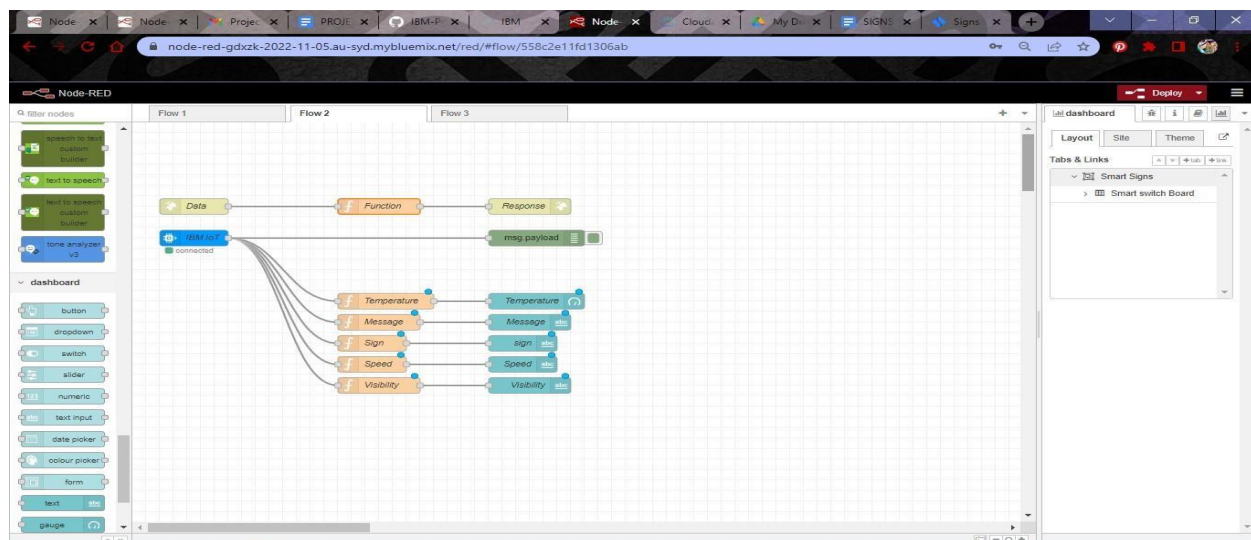 Node Node Projec PROJE IBM-P IBM Node- Cloud My D SIGNS Signs
node-red-gdxzk-2022-11-05.au-syd.mybluemix.net/red/#flow/558c2e11fd1306ab
Node-RED Deploy
filter nodes Flow 1 Flow 2 Flow 3 dashboard
speech to text custom builder
text to speech
text to speech custom builder
tone analyzer v3
dashboard
button
dropdown
switch
slider
numeric
text input
date picker
colour picker
form
text abc
gauge
Data Function Response
IBM IoT msg.payload
connected
Temperature Temperature
Message Message abc
Sign sign abc
Speed Speed abc
Visibility Visibility abc
Layout Site Theme
Tabs & Links +tab +link
Smart Signs
Smart switch Board